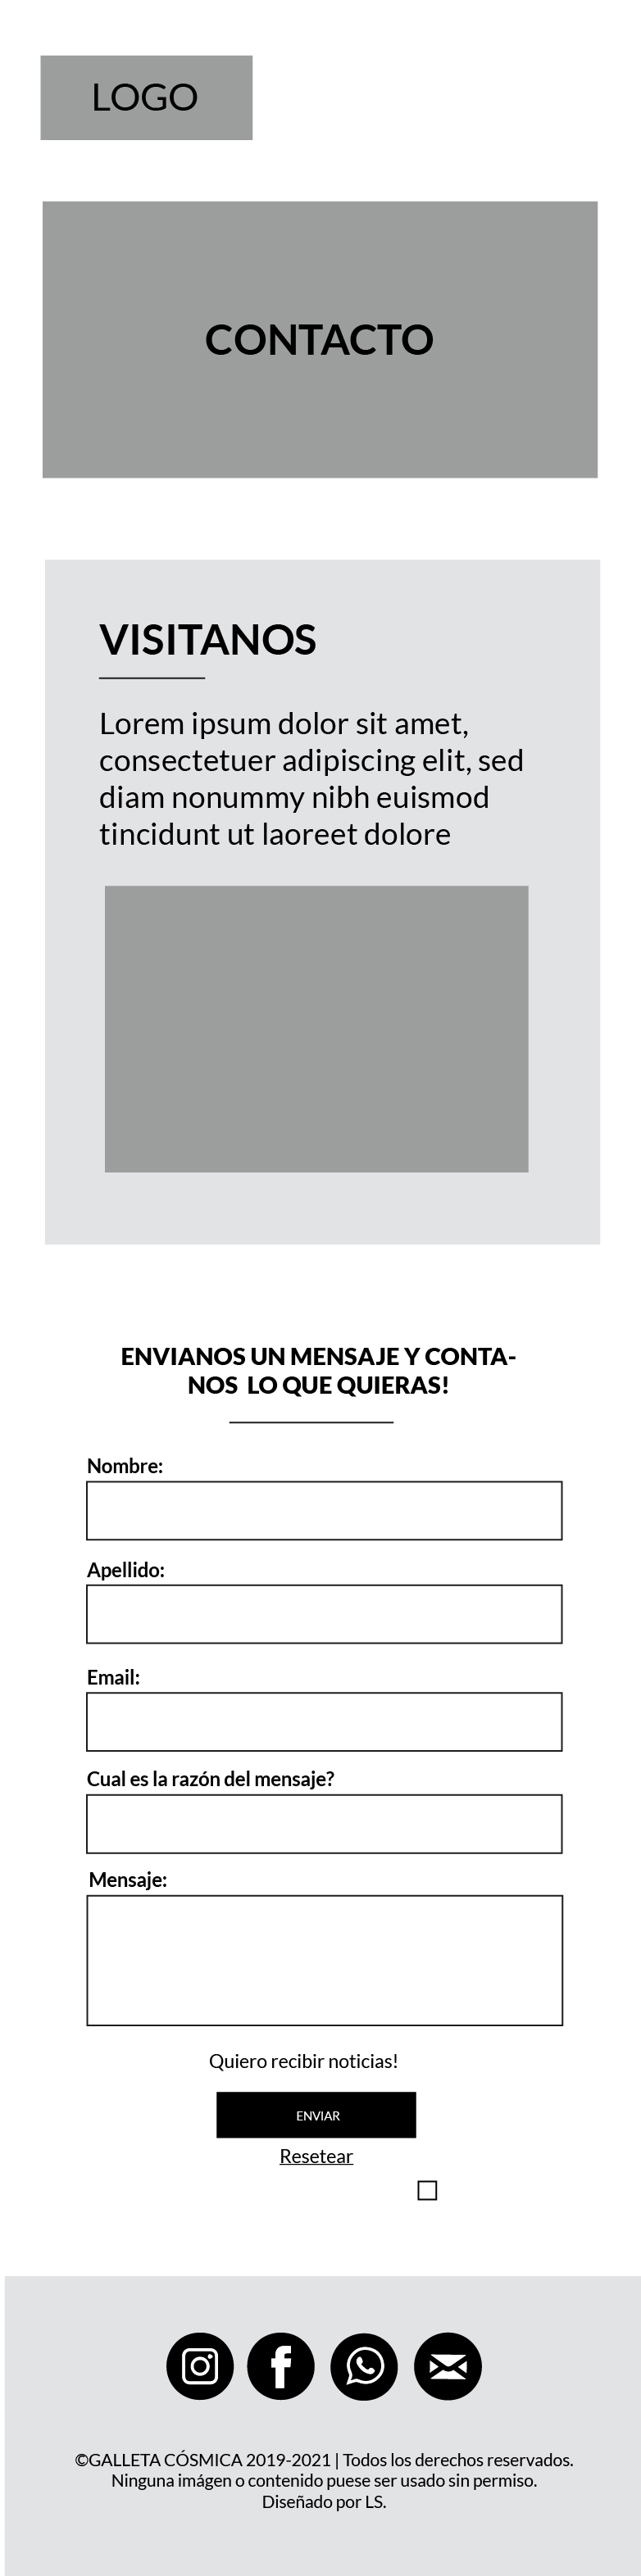 LOGO
CONTACTO
VISITANOS
Lorem ipsum dolor sit amet,
consectetuer adipiscing elit, sed
diam nonummy nibh euismod
tincidunt ut laoreet dolore
ENVIANOS UN MENSAJE Y CONTA-
NOS  LO QUE QUIERAS!
Nombre:
Apellido:
Email:
Cual es la razón del mensaje?
Mensaje:
Quiero recibir noticias!
ENVIAR
Resetear
©GALLETA CÓSMICA 2019-2021 | Todos los derechos reservados.
Ninguna imágen o contenido puese ser usado sin permiso.
Diseñado por LS.